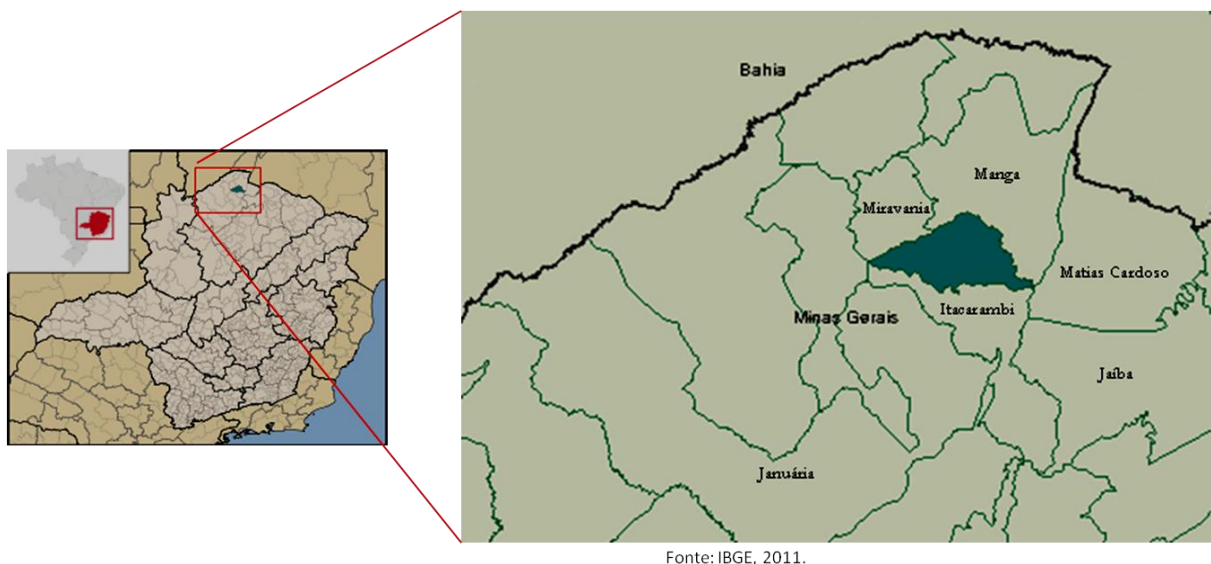 Bahia
Manga
Miravania
Matias Cardoso
Itacarambi
Minas Gerais
Jaíba
Januária
Fonte: IBGE, 2011.